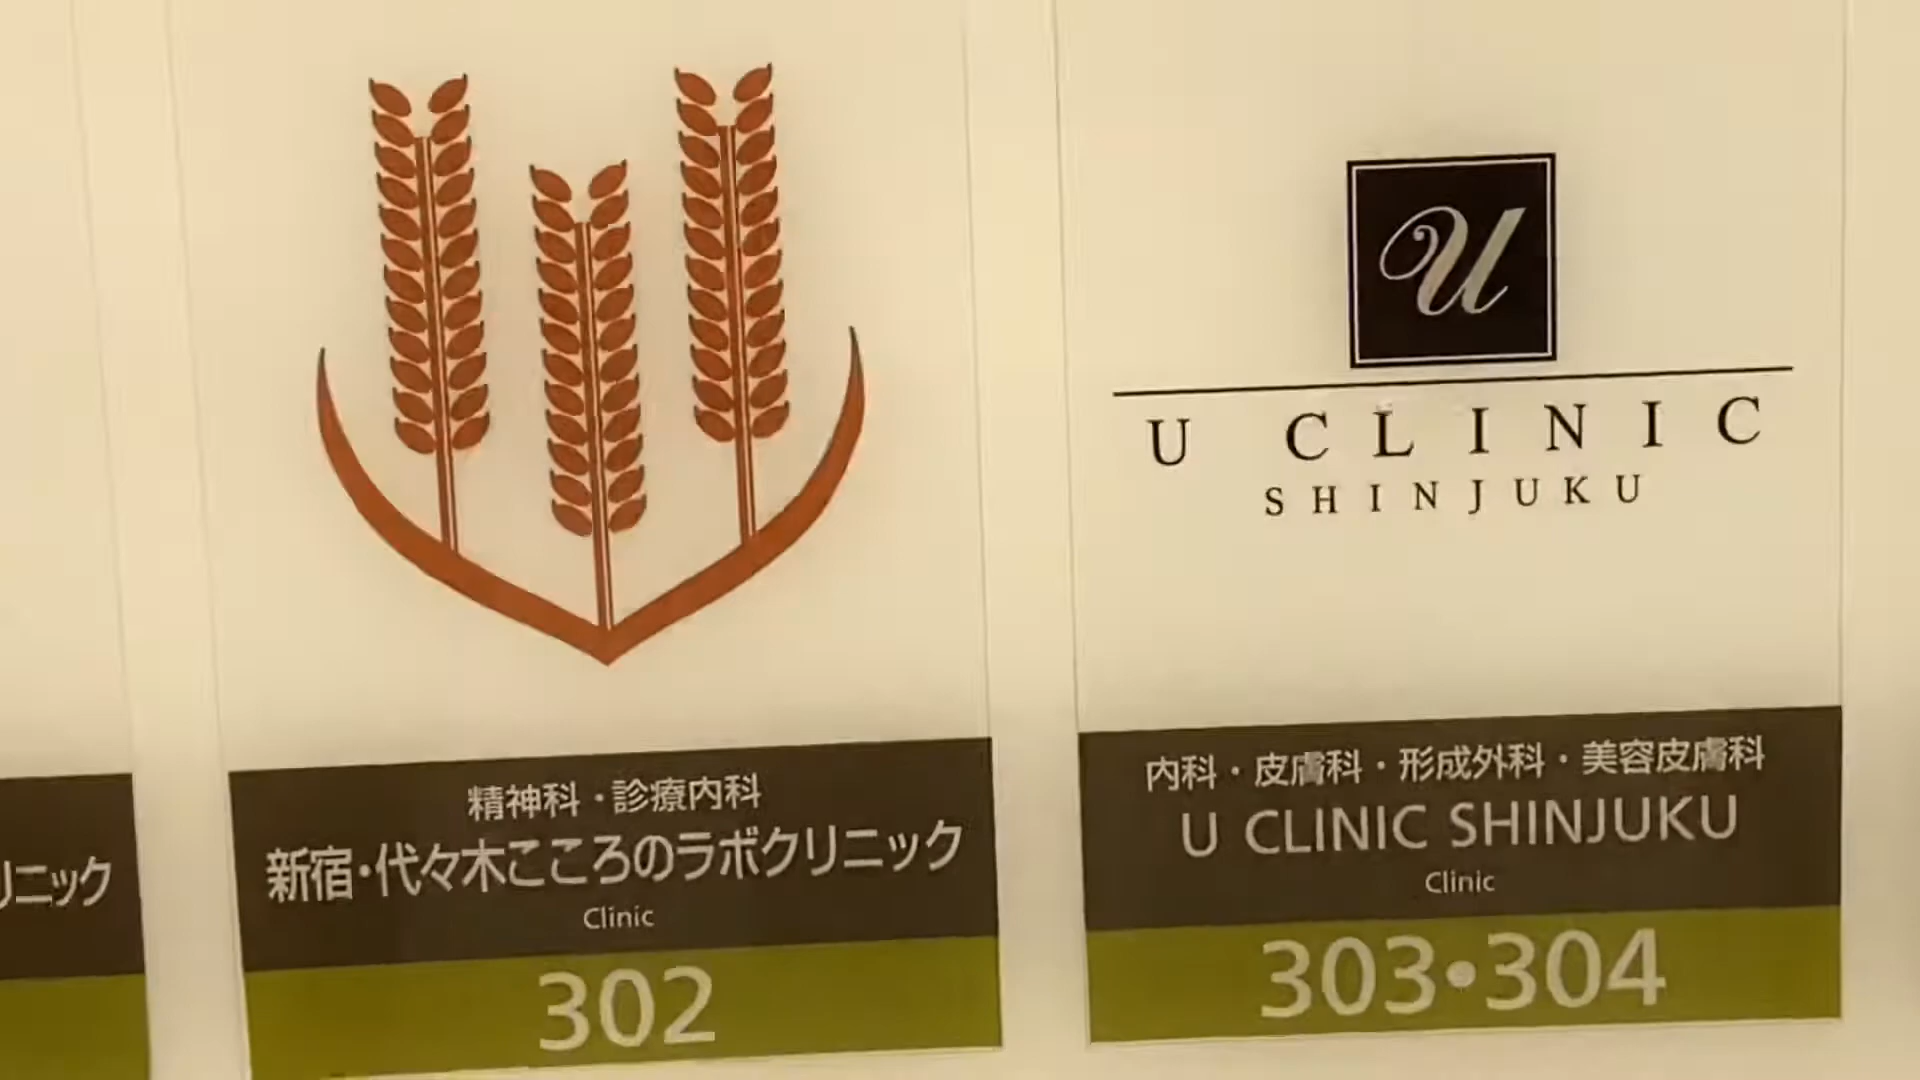 リニック
精神科・診療内科
新宿・代々木こころのラボクリニック
Clinic
302
U
U CLINIC
SHINJUKU
内科・皮膚科・形成外科・美容皮膚科
U CLINIC SHINJUKU
Clinic
303・304